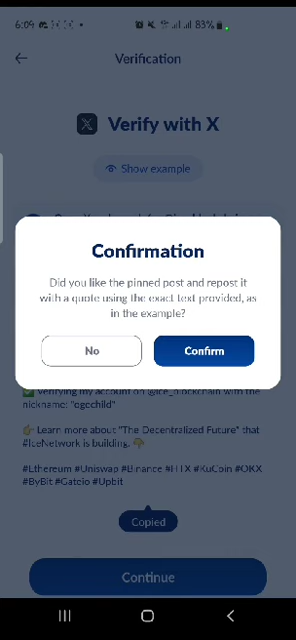 6:09
83%
Verification
Verify with X
Show example
Confirmation
Did you like the pinned post and repost it
with a quote using the exact text provided, as
in the example?
No
Confirm
✅ Verifying my account on @ice_blockchain with the
nickname: "ogechild"
👉 Learn more about "The Decentralized Future" that
#IceNetwork is building. 👇
#Ethereum #Uniswap #Binance #HTX #KuCoin #OKX
#ByBit #Gateio #Upbit
Copied
Continue